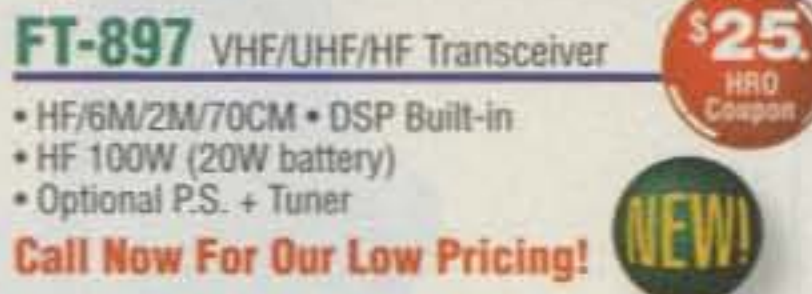 FT-897 VHF/UHF/HF Transceiver
$25
HRO
Coupon
• HF/6M/2M/70CM • DSP Built-in
• HF 100W (20W battery)
• Optional P.S. + Tuner
NEW!
Call Now For Our Low Pricing!